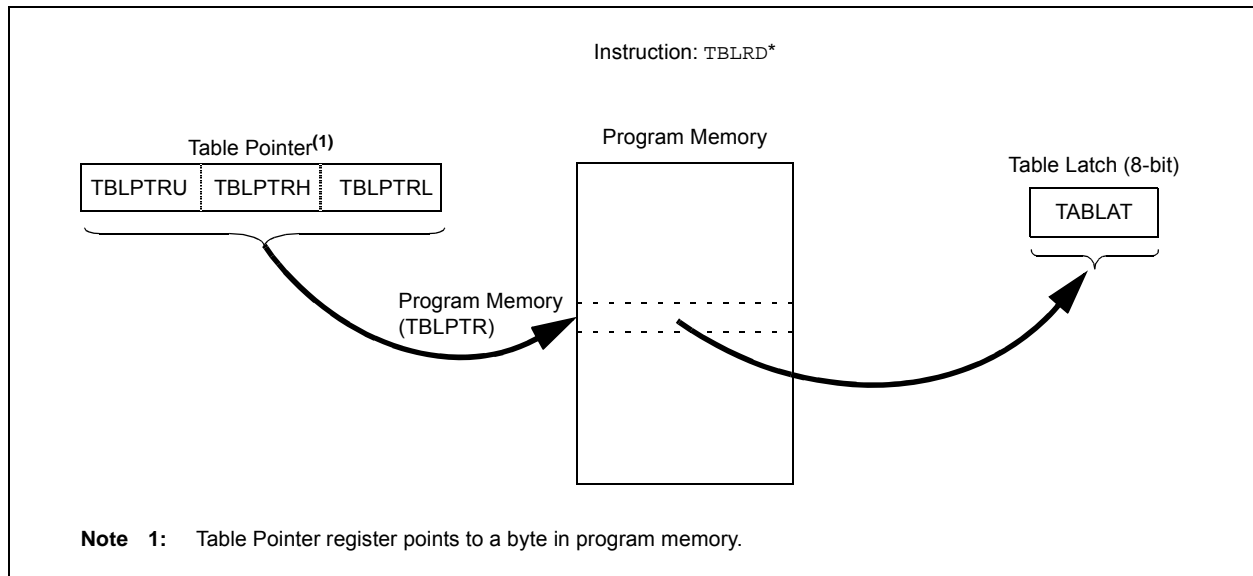 Instruction: TBLRD*
Table Pointer(1)
TBLPTRU TBLPTRH TBLPTRL
Program Memory
(TBLPTR)
Program Memory
Table Latch (8-bit)
TABLAT
Note 1: Table Pointer register points to a byte in program memory.